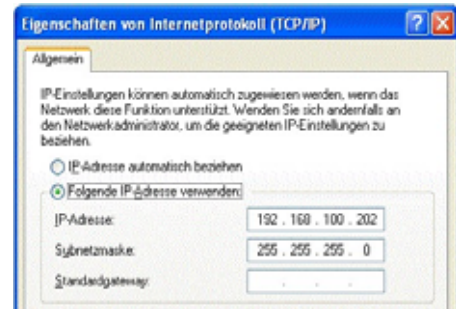 Eigenschaften von Internetprotokoll (TCP/IP)
Allgemein
IP-Einstellungen können automatisch zugewiesen werden, wenn das
Netzwerk diese Funktion unterstützt. Wenden Sie sich andernfalls an
den Netzwerkadministrator, um die geeigneten IP-Einstellungen zu
beziehen.
IP-Adresse automatisch beziehen
Folgende IP-Adresse verwenden:
IP-Adresse: 192 . 168 . 100 . 202
Subnetzmaske: 255 . 255 . 255 . 0
Standardgateway: . . .